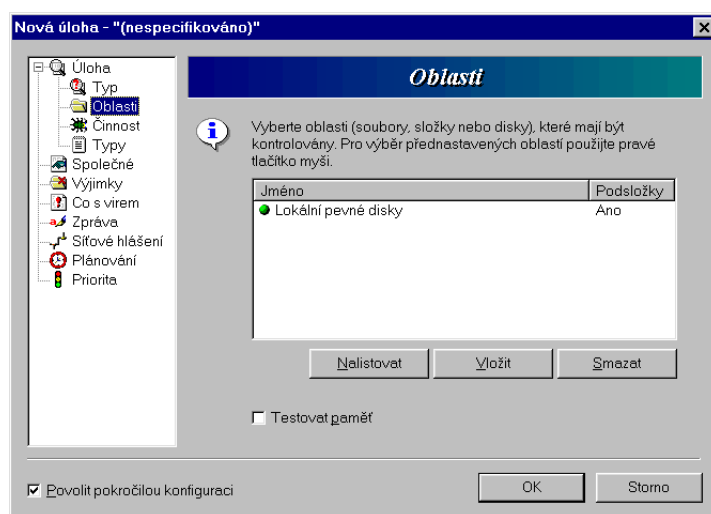 Nová úloha - "(nespecifikováno)"
Úloha
Typ
Oblasti
Činnost
Typy
Společné
Výjimky
Co s virem
Zpráva
Síťové hlášení
Plánování
Priorita
Oblasti
Vyberte oblasti (soubory, složky nebo disky), které mají být
kontrolovány. Pro výběr přednastavených oblastí použijte pravé
tlačítko myši.
Jméno Podsložky
Lokální pevné disky Ano
Nalistovat Vložit Smazat
Testovat paměť
Povolit pokročilou konfiguraci OK Storno